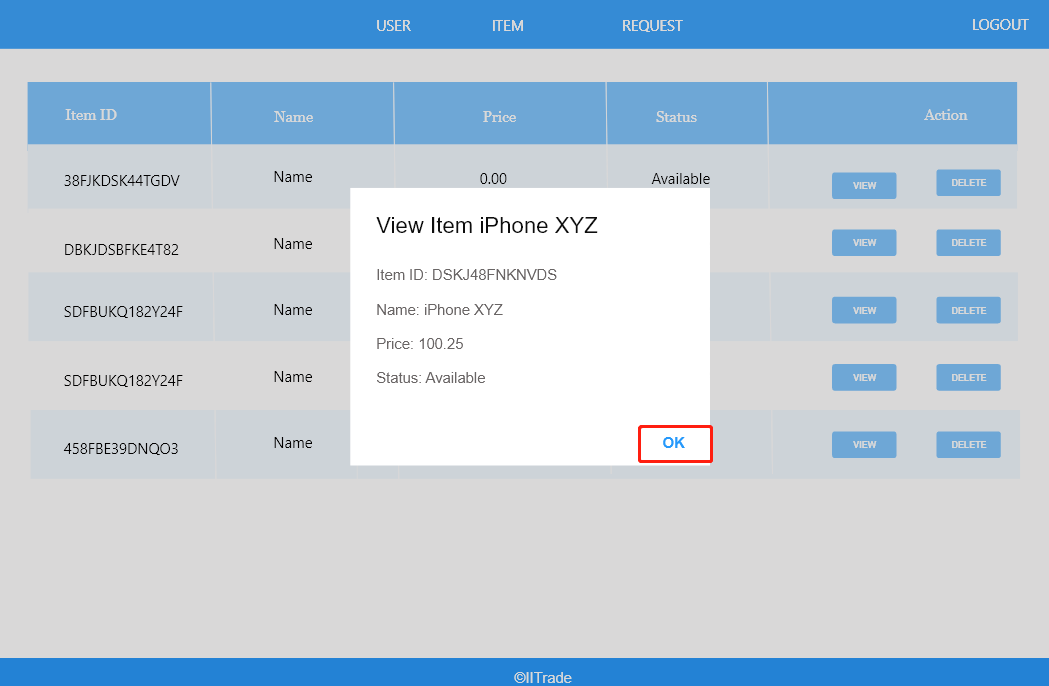 USER ITEM REQUEST LOGOUT
Item ID Name Price Status Action
38FJKDSK44TGDV Name 0.00 Available VIEW DELETE
View Item iPhone XYZ
Item ID: DSKJ48FNKNVDS
Name: iPhone XYZ
Price: 100.25
Status: Available
OK
DBKJDSBFKE4T82 Name VIEW DELETE
SDFBUKQ182Y24F Name VIEW DELETE
SDFBUKQ182Y24F Name VIEW DELETE
458FBE39DNQO3 Name VIEW DELETE
©IITrade